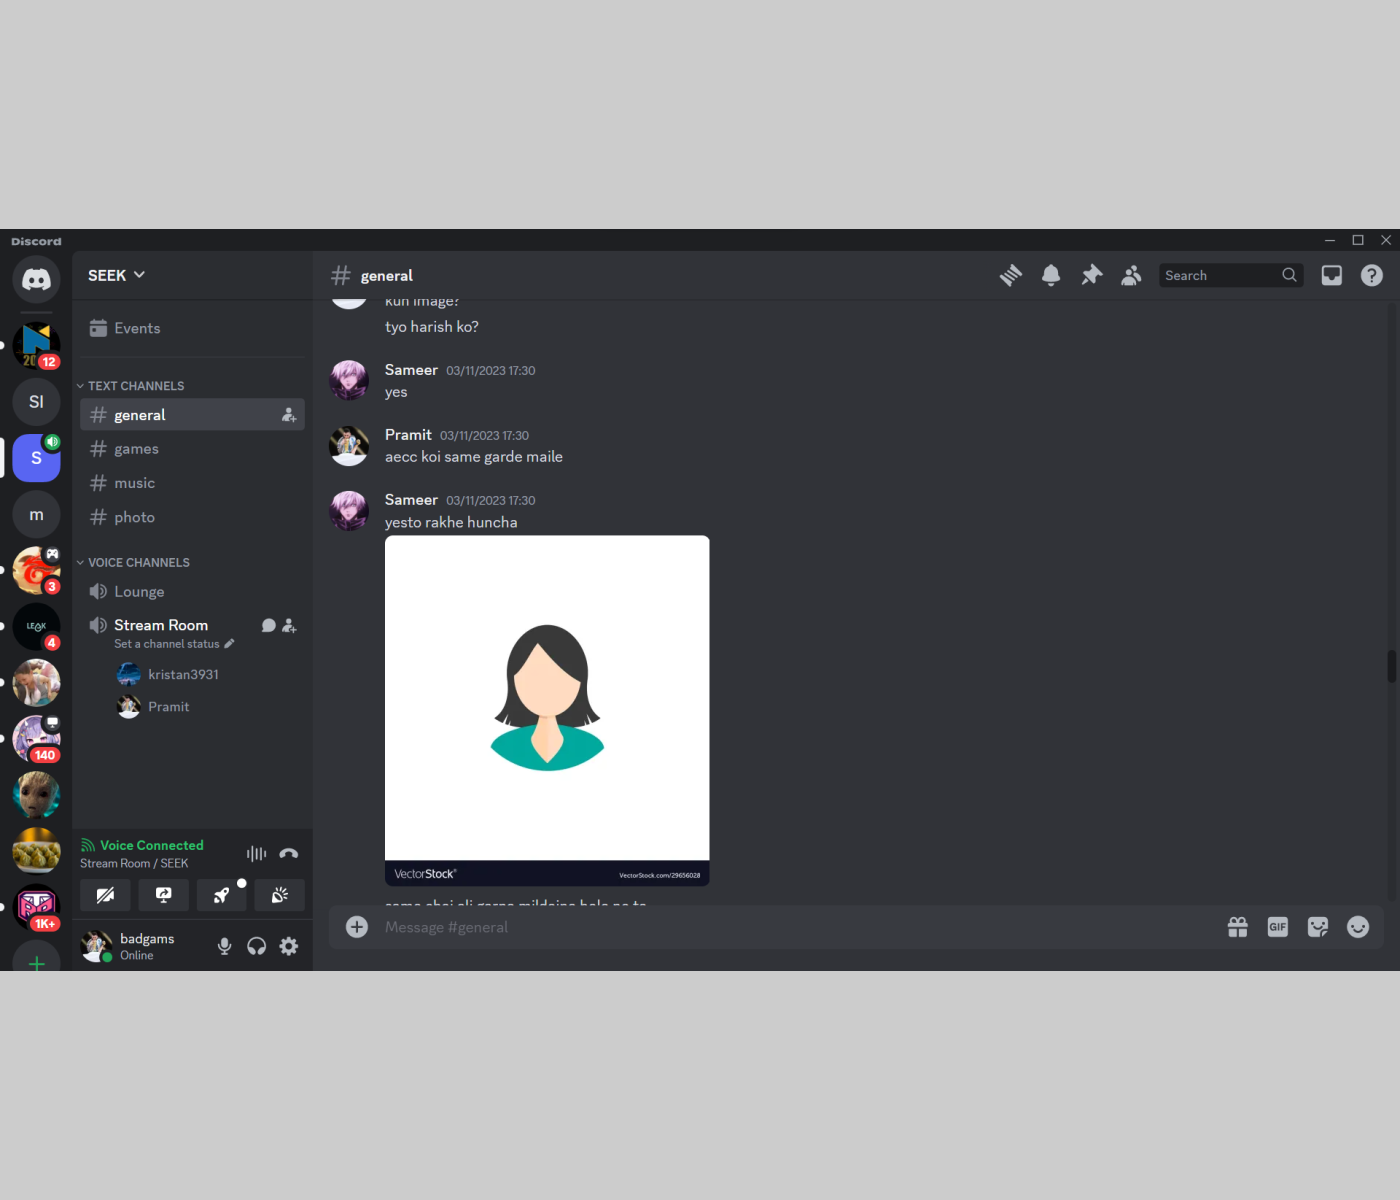 Discord
SEEK
general
Search
Events
TEXT CHANNELS
general
games
music
photo
VOICE CHANNELS
Lounge
Stream Room
Set a channel status
kristan3931
Pramit
Voice Connected
Stream Room / SEEK
badgams
Online
12
SI
S
m
3
LEOK
4
140
1K+
kun image?
tyo harish ko?
Sameer 03/11/2023 17:30
yes
Pramit 03/11/2023 17:30
aecc koi same garde maile
Sameer 03/11/2023 17:30
yesto rakhe huncha
VectorStock®
VectorStock.com/29656028
Message #general
GIF